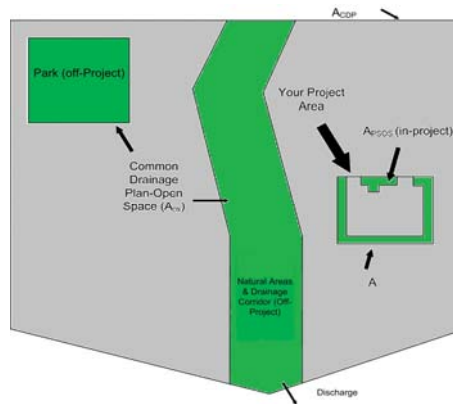 A_CDP
Park (off-Project)
Your Project
Area
A_PSOS (in-project)
Common
Drainage
Plan-Open
Space (A_cos)
A
Natural Areas
& Drainage
Corridor (Off-
Project)
Discharge